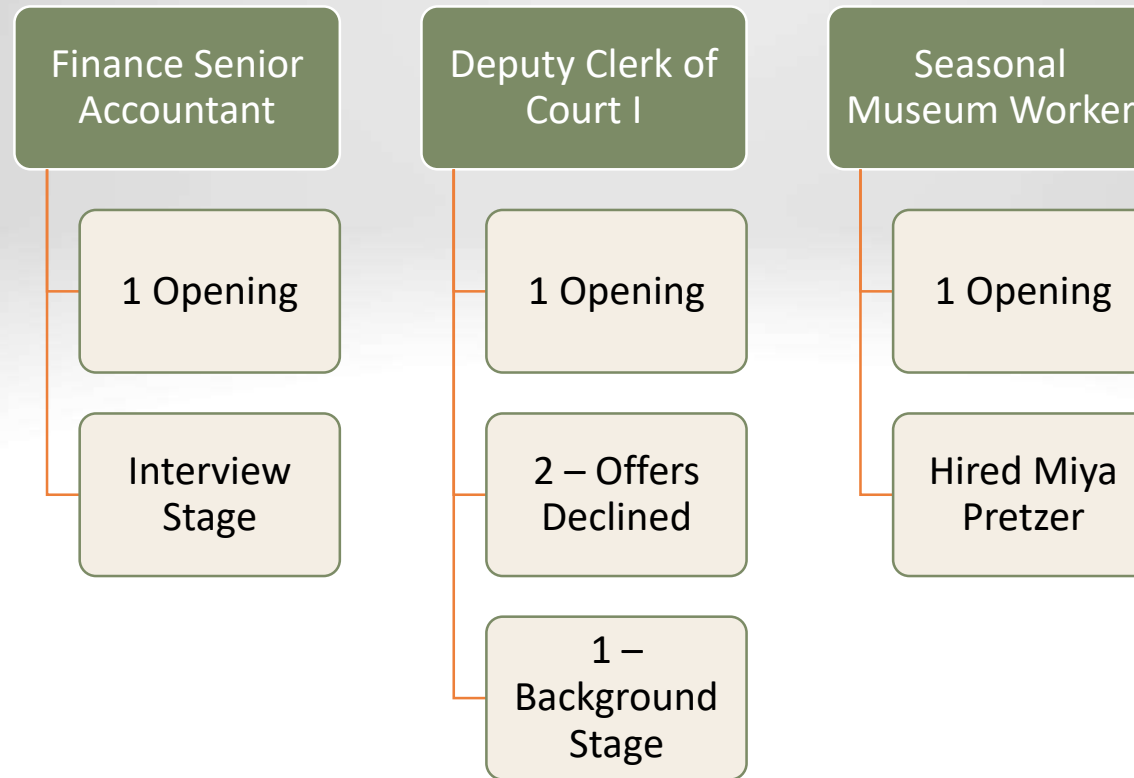 Finance Senior
Accountant
1 Opening
Interview
Stage
Deputy Clerk of
Court I
1 Opening
2 – Offers
Declined
1 –
Background
Stage
Seasonal
Museum Worker
1 Opening
Hired Miya
Pretzer